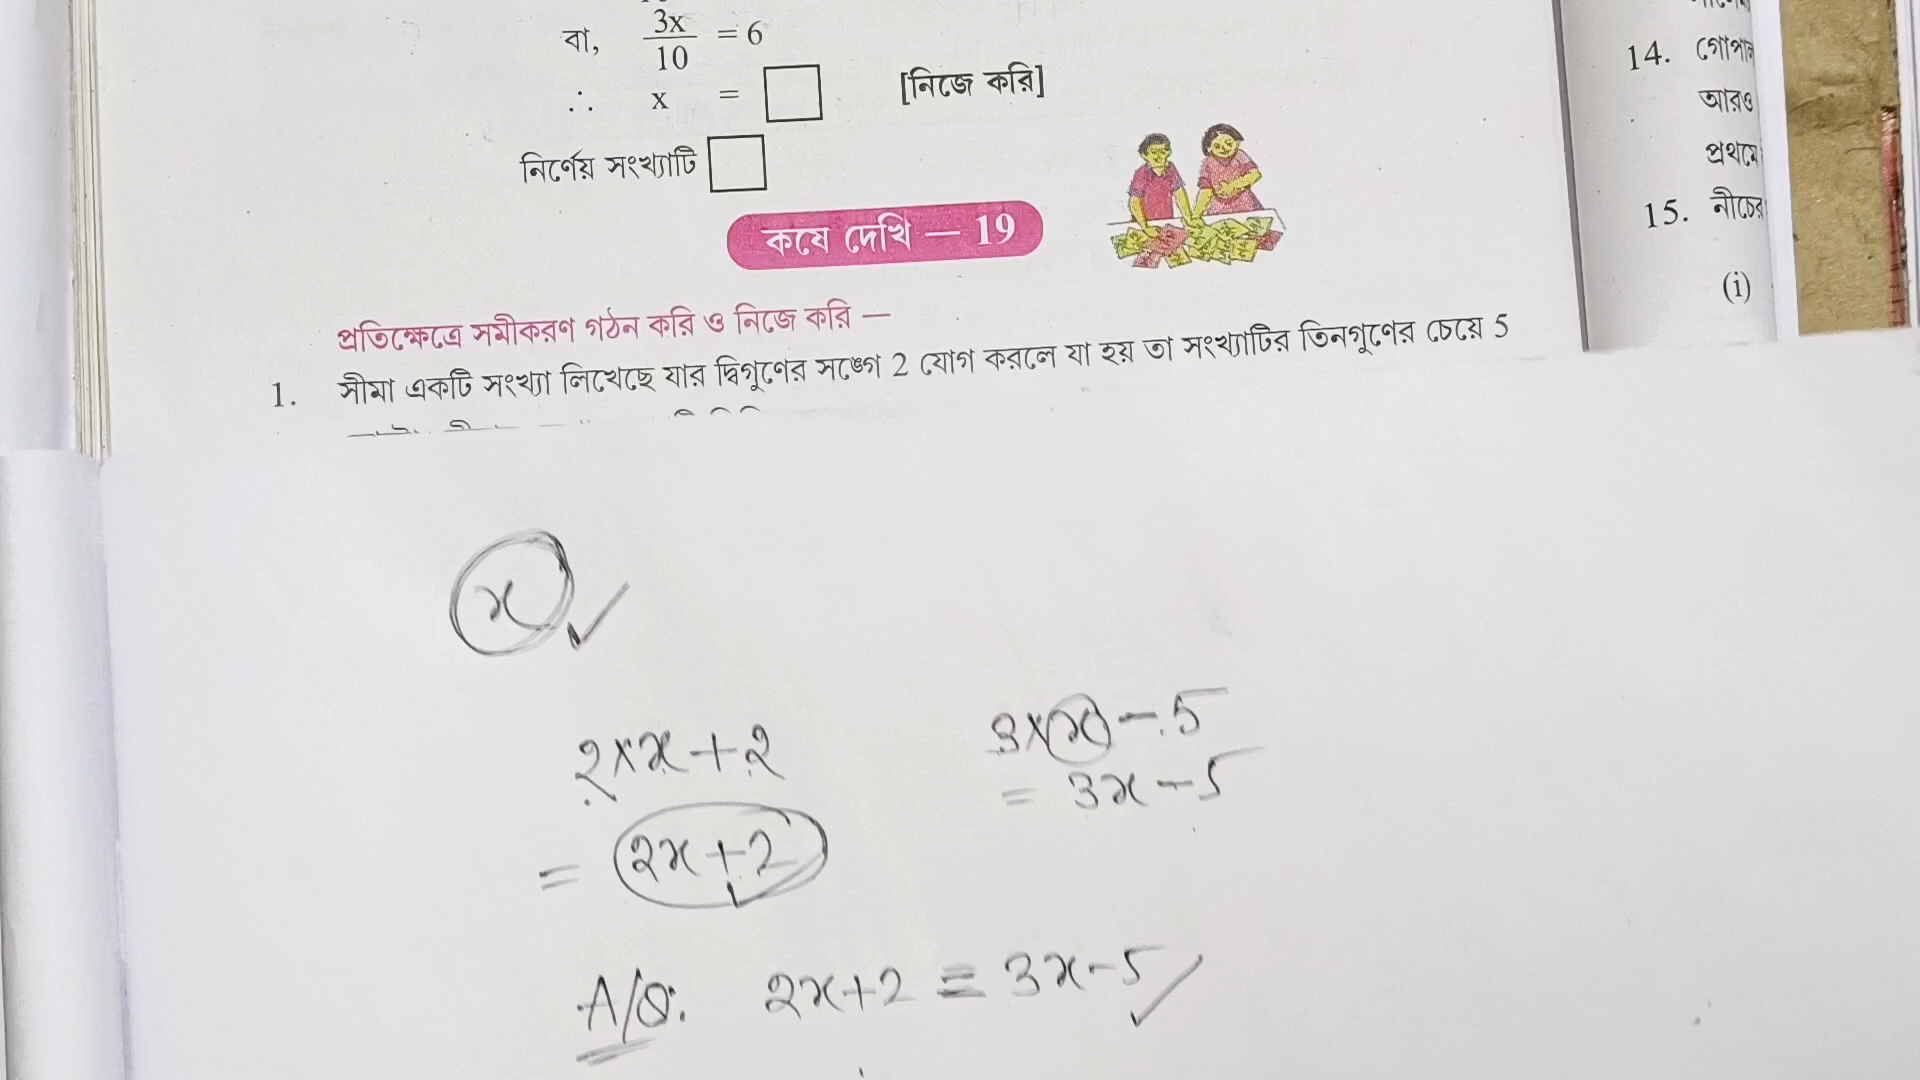 বা, 3x/10 = 6
∴ x = [নিজে করি]
নির্ণেয় সংখ্যাটি
কষে দেখি — 19
প্রতিক্ষেত্রে সমীকরণ গঠন করি ও নিজে করি —
1. সীমা একটি সংখ্যা লিখেছে যার দ্বিগুণের সঙ্গে 2 যোগ করলে যা হয় তা সংখ্যাটির তিনগুণের চেয়ে 5
x
2×x+2
= 2x+2
3×x-5
= 3x-5
A/Q. 2x+2 = 3x-5
14.
আরও
প্রথমে
15. নীচের
(i)